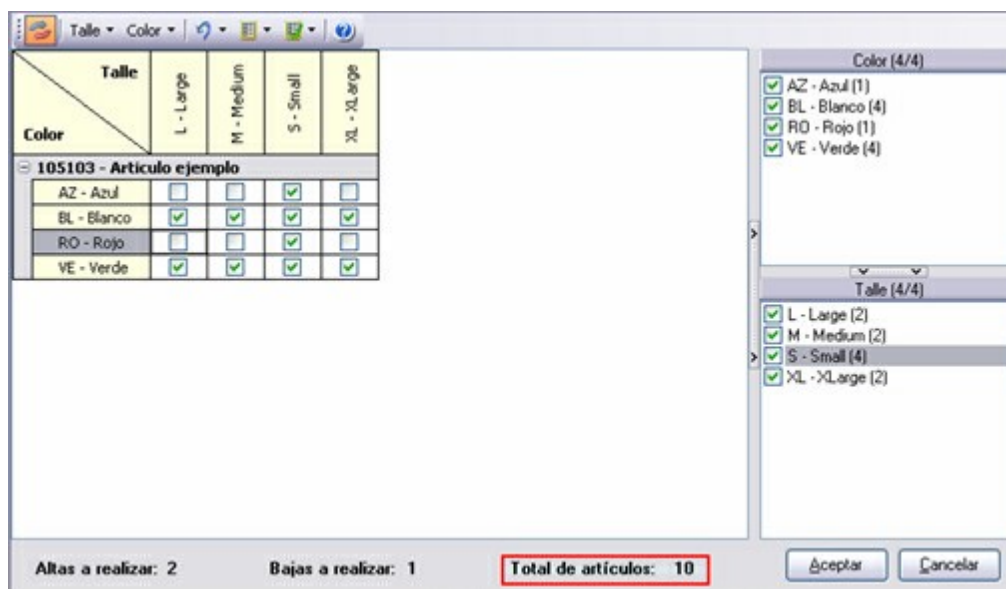 Talle Color
Talle
Color
L - Large
M - Medium
S - Small
XL - XLarge
105103 - Articulo ejemplo
AZ - Azul
BL - Blanco
RO - Rojo
VE - Verde
Color (4/4)
AZ - Azul (1)
BL - Blanco (4)
RO - Rojo (1)
VE - Verde (4)
Talle (4/4)
L - Large (2)
M - Medium (2)
S - Small (4)
XL - XLarge (2)
Altas a realizar: 2 Bajas a realizar: 1 Total de artículos: 10 Aceptar Cancelar